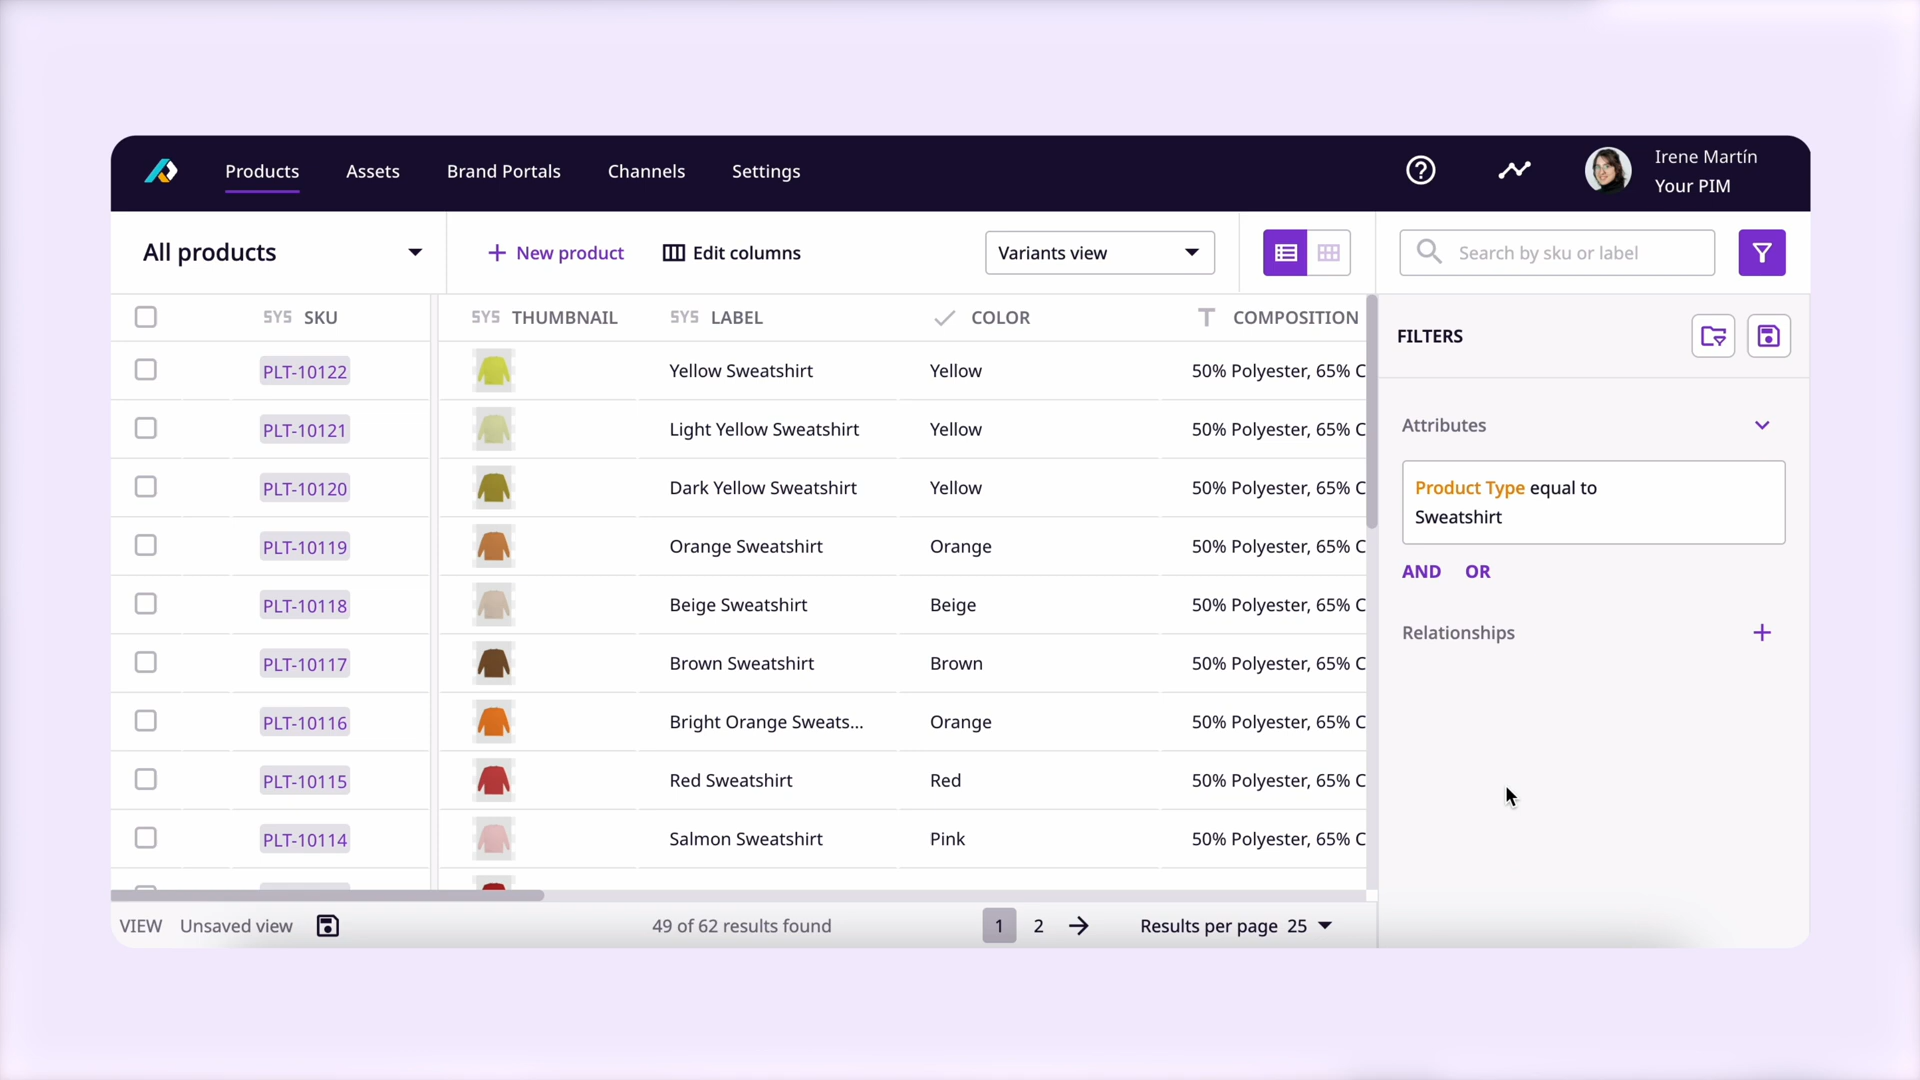 Products Assets Brand Portals Channels Settings
Irene Martín
Your PIM
All products
New product
Edit columns
Variants view
Search by sku or label
SYS SKU SYS THUMBNAIL SYS LABEL COLOR T COMPOSITION
PLT-10122 Yellow Sweatshirt Yellow 50% Polyester, 65% C
PLT-10121 Light Yellow Sweatshirt Yellow 50% Polyester, 65% C
PLT-10120 Dark Yellow Sweatshirt Yellow 50% Polyester, 65% C
PLT-10119 Orange Sweatshirt Orange 50% Polyester, 65% C
PLT-10118 Beige Sweatshirt Beige 50% Polyester, 65% C
PLT-10117 Brown Sweatshirt Brown 50% Polyester, 65% C
PLT-10116 Bright Orange Sweats... Orange 50% Polyester, 65% C
PLT-10115 Red Sweatshirt Red 50% Polyester, 65% C
PLT-10114 Salmon Sweatshirt Pink 50% Polyester, 65% C
FILTERS
Attributes
Product Type equal to
Sweatshirt
AND OR
Relationships
VIEW Unsaved view 49 of 62 results found 1 2 Results per page 25